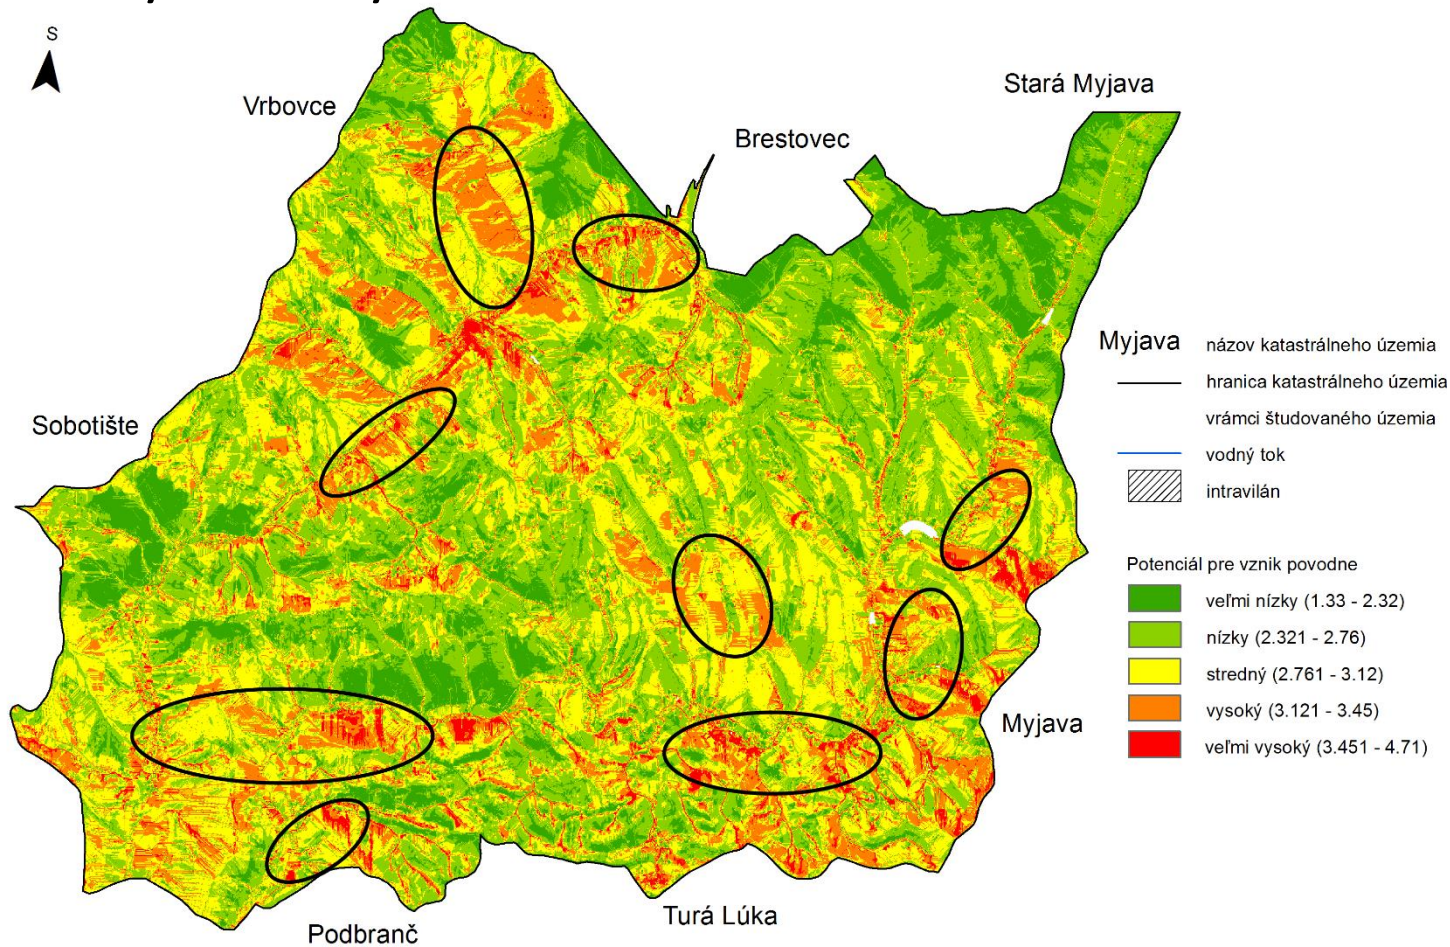 S
Vrbovce
Stará Myjava
Brestovec
Sobotište
Myjava
Turá Lúka
Podbranč
Myjava názov katastrálneho územia
hranica katastrálneho územia
vrámci študovaného územia
vodný tok
intravilán
Potenciál pre vznik povodne
veľmi nízky (1.33 - 2.32)
nízky (2.321 - 2.76)
stredný (2.761 - 3.12)
vysoký (3.121 - 3.45)
veľmi vysoký (3.451 - 4.71)